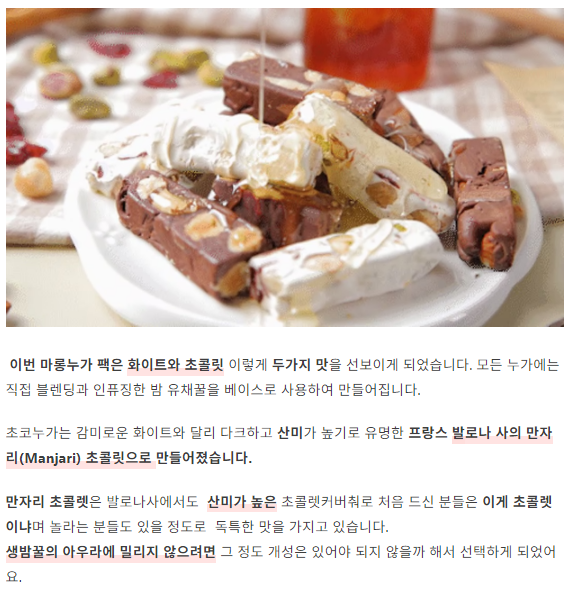 이번 마롱누가 팩은 화이트와 초콜릿 이렇게 두가지 맛을 선보이게 되었습니다. 모든 누가에는
직접 블렌딩과 인퓨징한 밤 유채꿀을 베이스로 사용하여 만들어집니다.
초코누가는 감미로운 화이트와 달리 다크하고 산미가 높기로 유명한 프랑스 발로나 사의 만자
리(Manjari) 초콜릿으로 만들어졌습니다.
만자리 초콜렛은 발로나사에서도 산미가 높은 초콜렛커버춰로 처음 드신 분들은 이게 초콜렛
이냐며 놀라는 분들도 있을 정도로 독특한 맛을 가지고 있습니다.
생밤꿀의 아우라에 밀리지 않으려면 그 정도 개성은 있어야 되지 않을까 해서 선택하게 되었어
요.